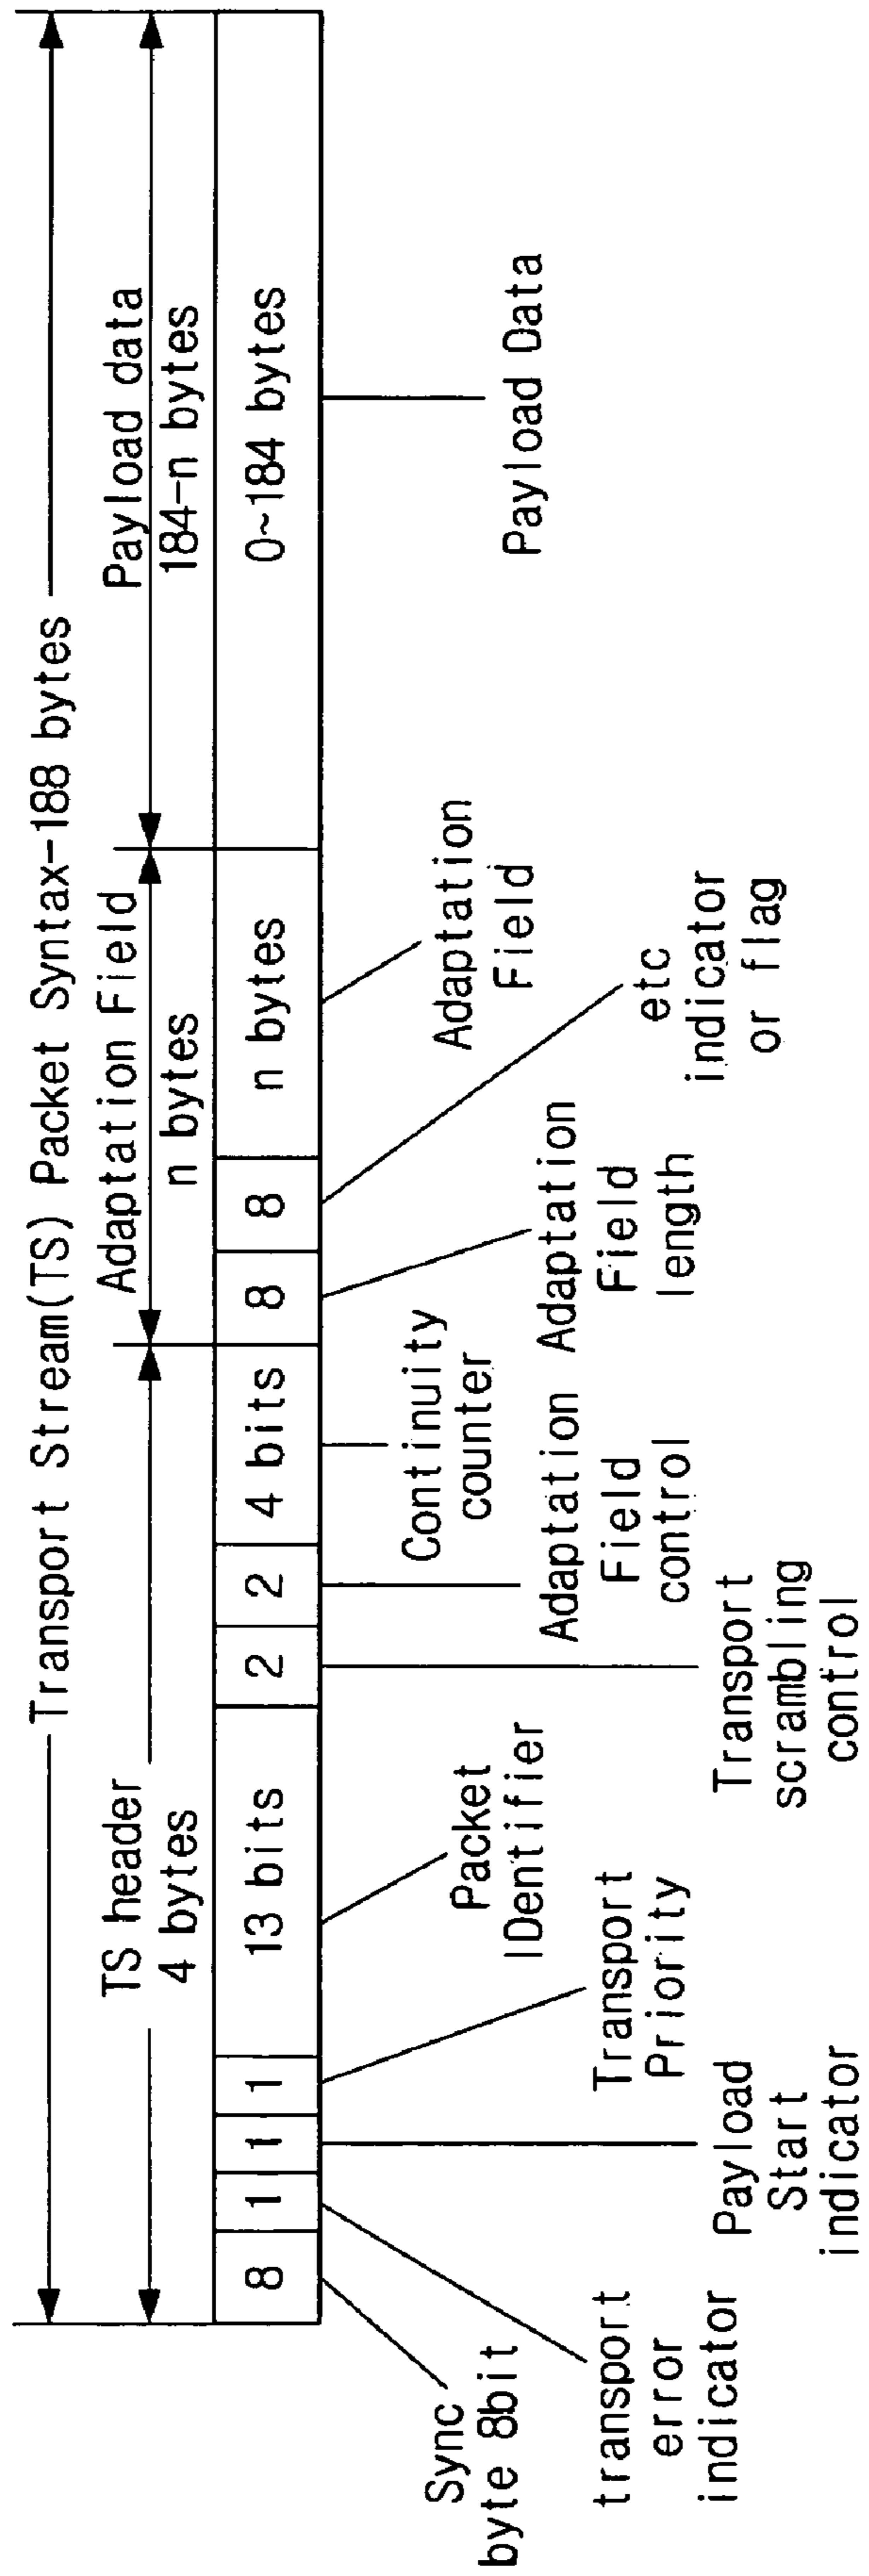 Transport Stream(TS) Packet Syntax-188 bytes
TS header
4 bytes
Adaptation Field
n bytes
Payload data
184-n bytes
8
1
1
1
13 bits
2
2
4 bits
8
8
n bytes
0~184 bytes
Sync
byte 8bit
transport
error
indicator
Payload
Start
indicator
Transport
Priority
Packet
IDentifier
Transport
scrambling
control
Adaptation
Field
control
Continuity
counter
Adaptation
Field
length
etc
indicator
or flag
Adaptation
Field
Payload Data